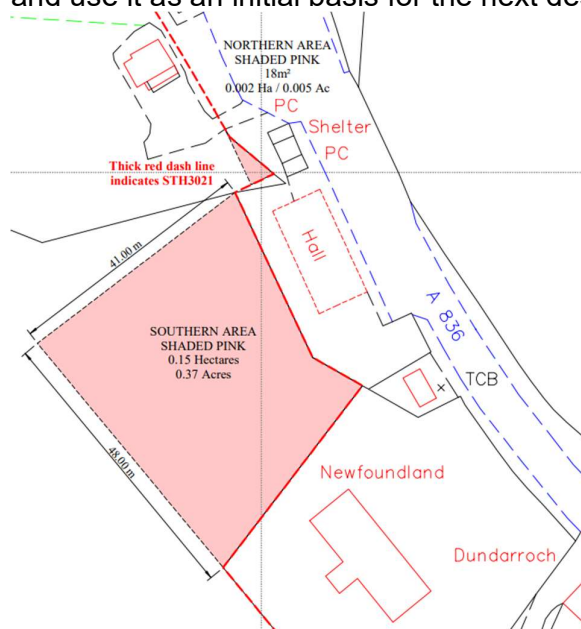 and use it as an initial basis for the next de
NORTHERN AREA
SHADED PINK
18m²
0.002 Ha / 0.005 Ac
PC
Shelter
PC
Thick red dash line
indicates STH3021
41.00 m
Hall
A 836
SOUTHERN AREA
SHADED PINK
0.15 Hectares
0.37 Acres
TCB
48.00 m
Newfoundland
Dundarroch